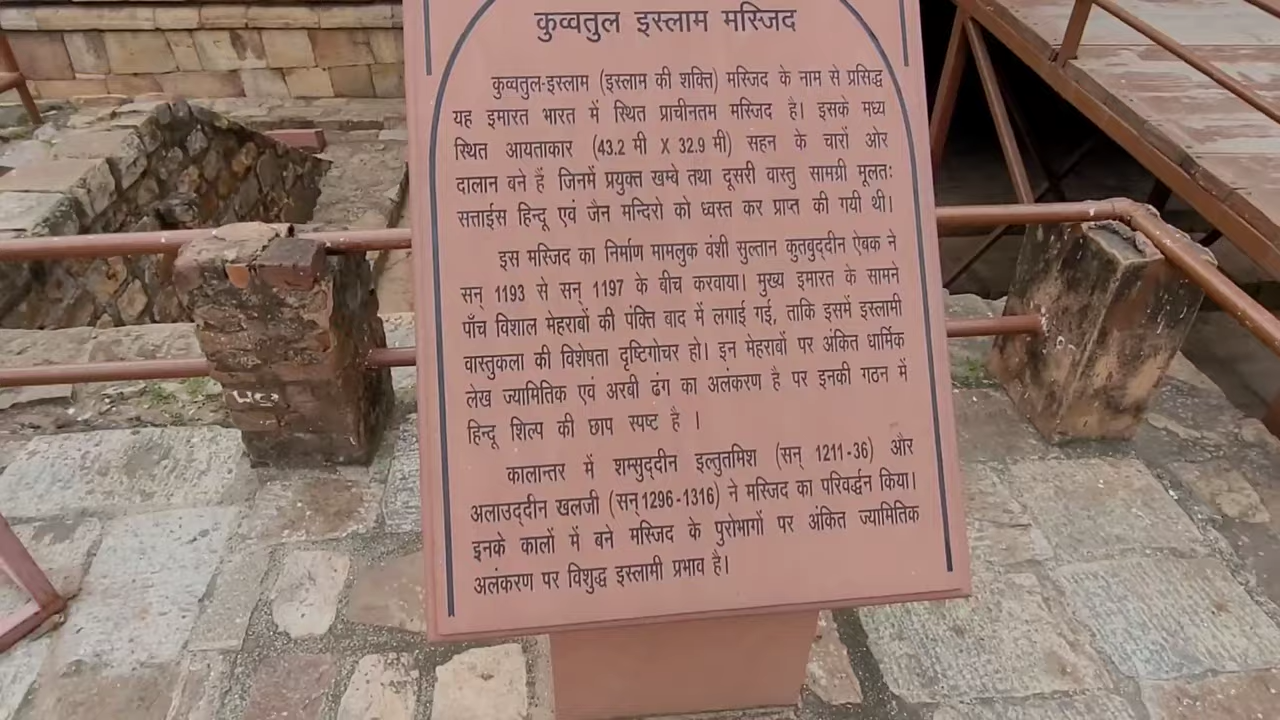 कुव्वतुल इस्लाम मस्जिद
कुव्वतुल-इस्लाम (इस्लाम की शक्ति) मस्जिद के नाम से प्रसिद्ध
यह इमारत भारत में स्थित प्राचीनतम मस्जिद है। इसके मध्य
स्थित आयताकार (43.2 मी X 32.9 मी) सहन के चारों ओर
दालान बने हैं जिनमें प्रयुक्त खम्बे तथा दूसरी वास्तु सामग्री मूलतः
सत्ताईस हिन्दू एवं जैन मन्दिरो को ध्वस्त कर प्राप्त की गयी थी।
इस मस्जिद का निर्माण मामलुक वंशी सुल्तान कुतबुद्दीन ऐबक ने
सन् 1193 से सन् 1197 के बीच करवाया। मुख्य इमारत के सामने
पाँच विशाल मेहराबों की पंक्ति बाद में लगाई गई, ताकि इसमें इस्लामी
वास्तुकला की विशेषता दृष्टिगोचर हो। इन मेहराबों पर अंकित धार्मिक
लेख ज्यामितिक एवं अरबी ढंग का अलंकरण है पर इनकी गठन में
हिन्दू शिल्प की छाप स्पष्ट है ।
कालान्तर में शम्सुद्दीन इल्तुतमिश (सन् 1211-36) और
अलाउद्दीन खलजी (सन् 1296-1316) ने मस्जिद का परिवर्द्धन किया।
इनके कालों में बने मस्जिद के पुरोभागों पर अंकित ज्यामितिक
अलंकरण पर विशुद्ध इस्लामी प्रभाव है।